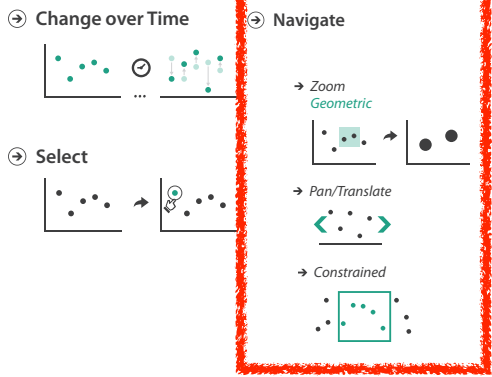 Change over Time
...
Select
Navigate
Zoom
Geometric
Pan/Translate
Constrained